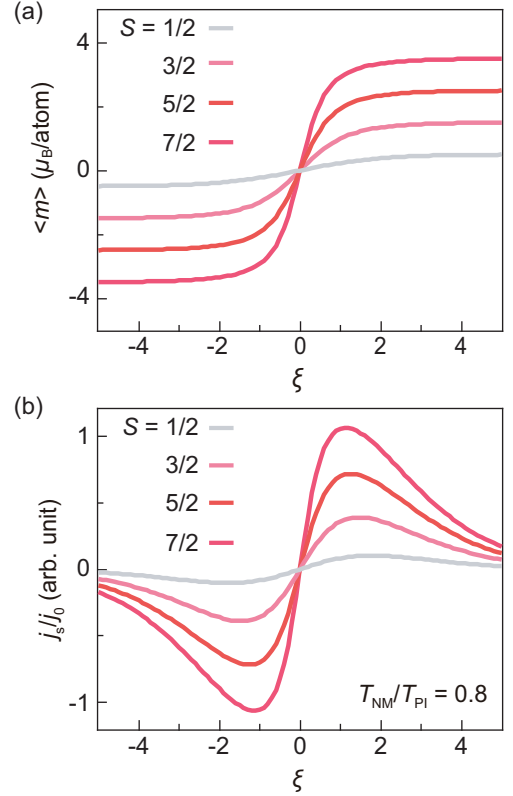 (a)
S = 1/2
3/2
5/2
7/2
<m> (μB/atom)
4
0
-4
-4 -2 0 2 4
ξ
(b)
S = 1/2
3/2
5/2
7/2
js/j0 (arb. unit)
1
0
-1
TNM/TPI = 0.8
-4 -2 0 2 4
ξ